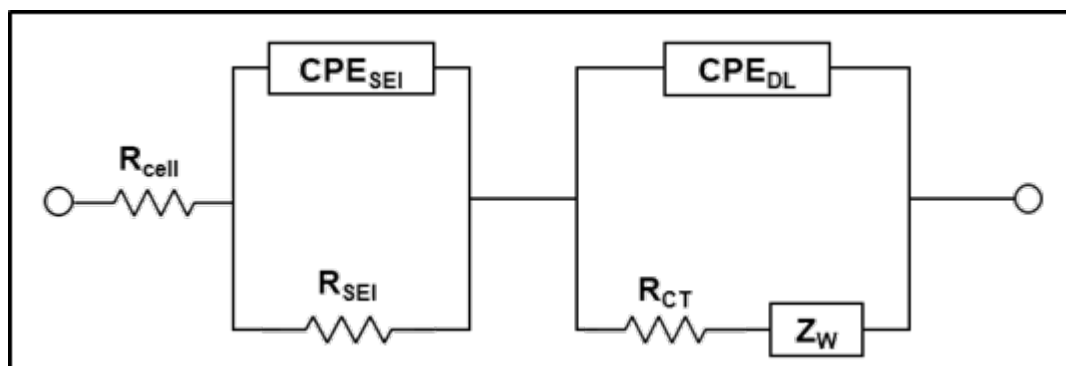 CPE_SEI
CPE_DL
R_cell
R_SEI
R_CT
Z_W